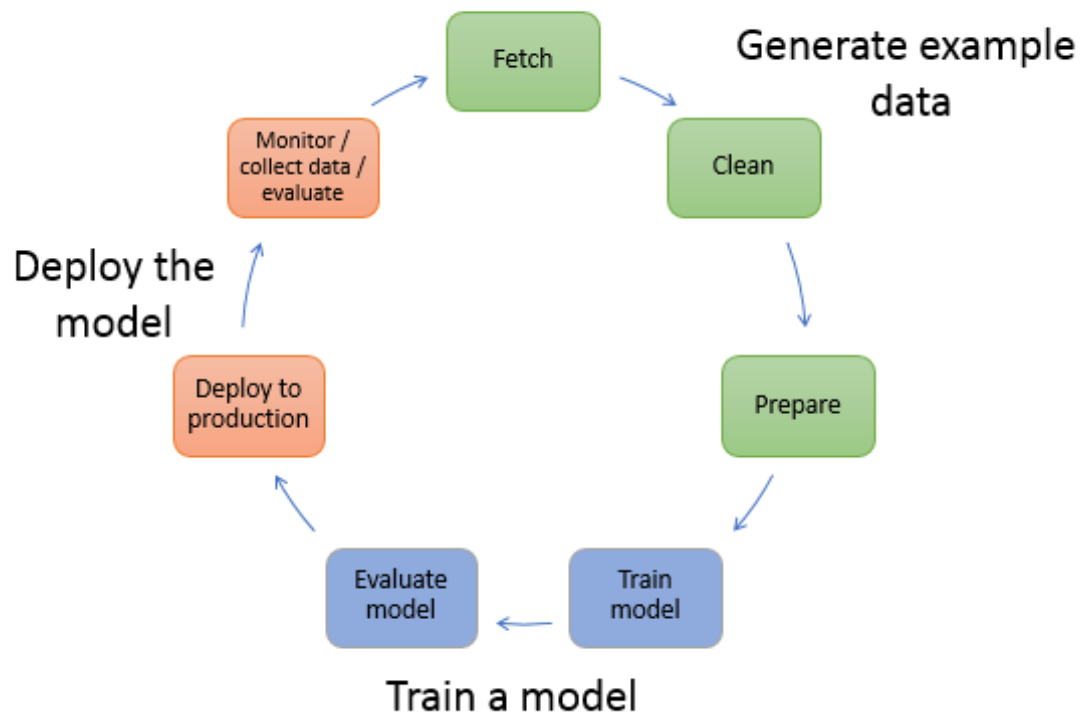 Fetch
Generate example
data
Clean
Prepare
Train
model
Train a model
Evaluate
model
Deploy to
production
Deploy the
model
Monitor /
collect data /
evaluate